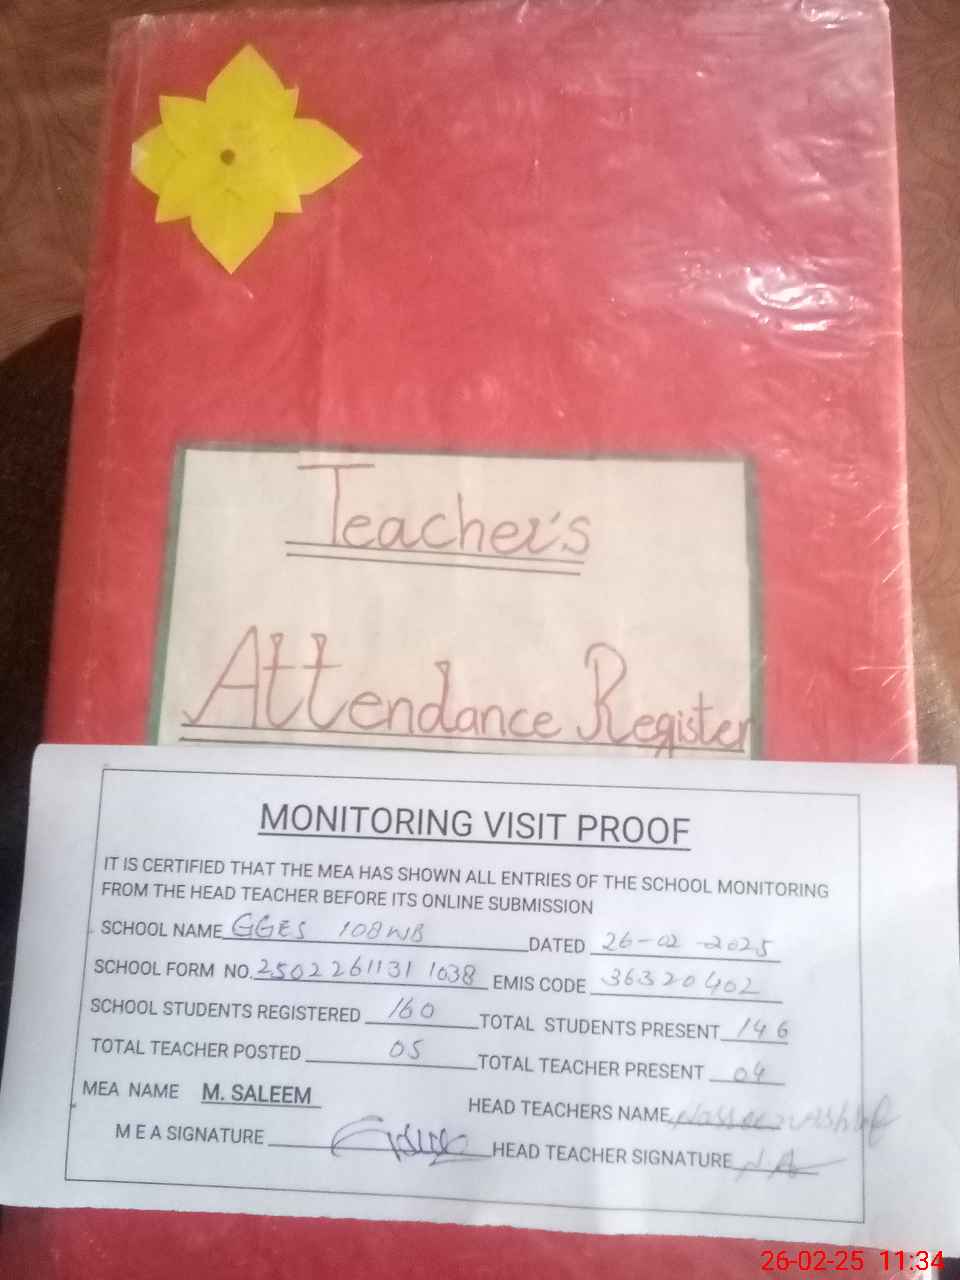 Teacher's
Attendance Register
MONITORING VISIT PROOF
IT IS CERTIFIED THAT THE MEA HAS SHOWN ALL ENTRIES OF THE SCHOOL MONITORING
FROM THE HEAD TEACHER BEFORE ITS ONLINE SUBMISSION
SCHOOL NAME GGES 108WB DATED 26-02-2025
SCHOOL FORM NO. 25022611311038 EMIS CODE 36320402
SCHOOL STUDENTS REGISTERED 160 TOTAL STUDENTS PRESENT 146
TOTAL TEACHER POSTED 05 TOTAL TEACHER PRESENT 04
MEA NAME M. SALEEM HEAD TEACHERS NAME
M E A SIGNATURE HEAD TEACHER SIGNATURE
26-02-25 11:34